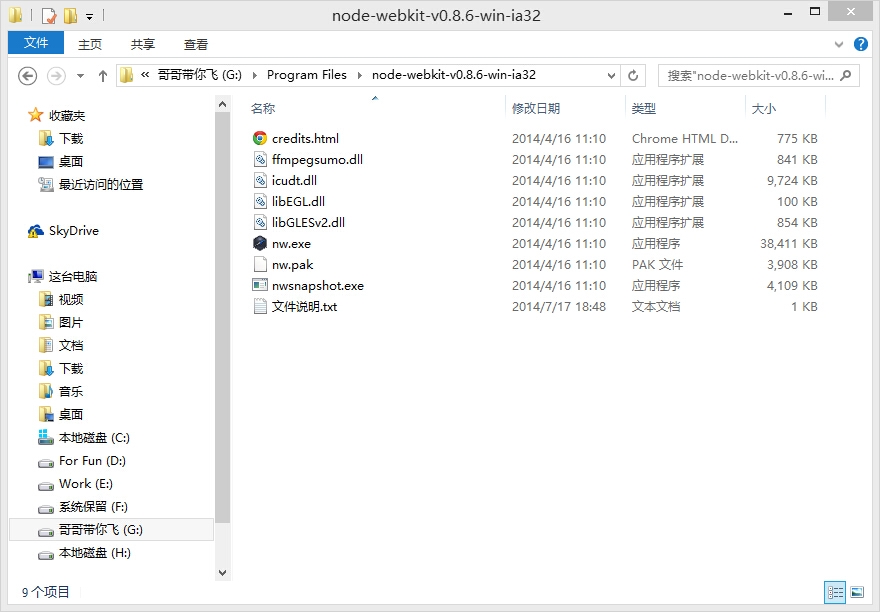 node-webkit-v0.8.6-win-ia32
文件 主页 共享 查看
« 哥哥带你飞 (G:) Program Files node-webkit-v0.8.6-win-ia32 搜索"node-webkit-v0.8.6-wi...
收藏夹
下载
桌面
最近访问的位置
SkyDrive
这台电脑
视频
图片
文档
下载
音乐
桌面
本地磁盘 (C:)
For Fun (D:)
Work (E:)
系统保留 (F:)
哥哥带你飞 (G:)
本地磁盘 (H:)
名称 修改日期 类型 大小
credits.html 2014/4/16 11:10 Chrome HTML D... 775 KB
ffmpegsumo.dll 2014/4/16 11:10 应用程序扩展 841 KB
icudt.dll 2014/4/16 11:10 应用程序扩展 9,724 KB
libEGL.dll 2014/4/16 11:10 应用程序扩展 100 KB
libGLESv2.dll 2014/4/16 11:10 应用程序扩展 854 KB
nw.exe 2014/4/16 11:10 应用程序 38,411 KB
nw.pak 2014/4/16 11:10 PAK 文件 3,908 KB
nwsnapshot.exe 2014/4/16 11:10 应用程序 4,109 KB
文件说明.txt 2014/7/17 18:48 文本文档 1 KB
9 个项目